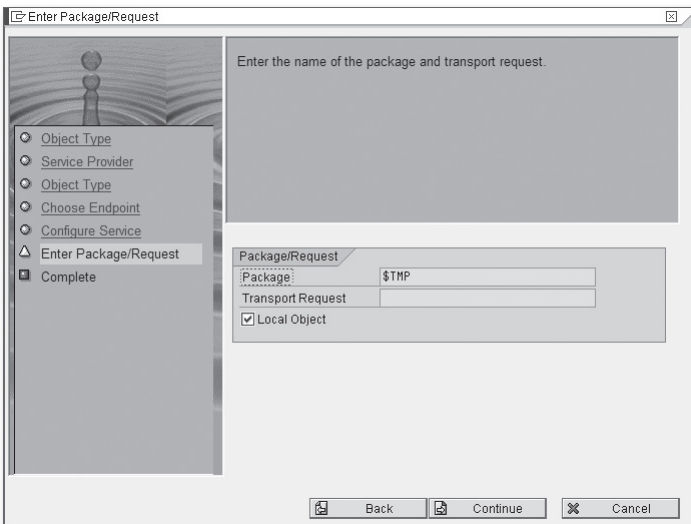 Enter Package/Request
Enter the name of the package and transport request.
Object Type
Service Provider
Object Type
Choose Endpoint
Configure Service
Enter Package/Request
Complete
Package/Request
Package $TMP
Transport Request
Local Object
Back Continue Cancel